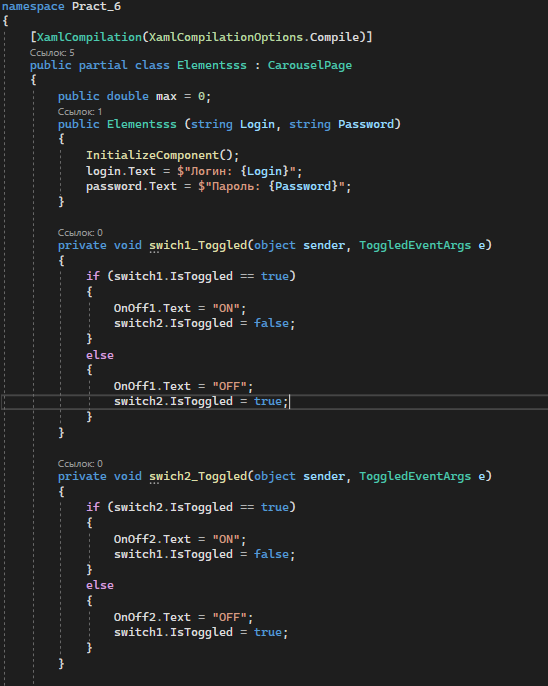 namespace Pract_6
{
[XamlCompilation(XamlCompilationOptions.Compile)]
Ссылок: 5
public partial class Elementsss : CarouselPage
{
public double max = 0;
Ссылок: 1
public Elementsss (string Login, string Password)
{
InitializeComponent();
login.Text = $"Логин: {Login}";
password.Text = $"Пароль: {Password}";
}
Ссылок: 0
private void swich1_Toggled(object sender, ToggledEventArgs e)
{
if (switch1.IsToggled == true)
{
OnOff1.Text = "ON";
switch2.IsToggled = false;
}
else
{
OnOff1.Text = "OFF";
switch2.IsToggled = true;
}
}
Ссылок: 0
private void swich2_Toggled(object sender, ToggledEventArgs e)
{
if (switch2.IsToggled == true)
{
OnOff2.Text = "ON";
switch1.IsToggled = false;
}
else
{
OnOff2.Text = "OFF";
switch1.IsToggled = true;
}
}